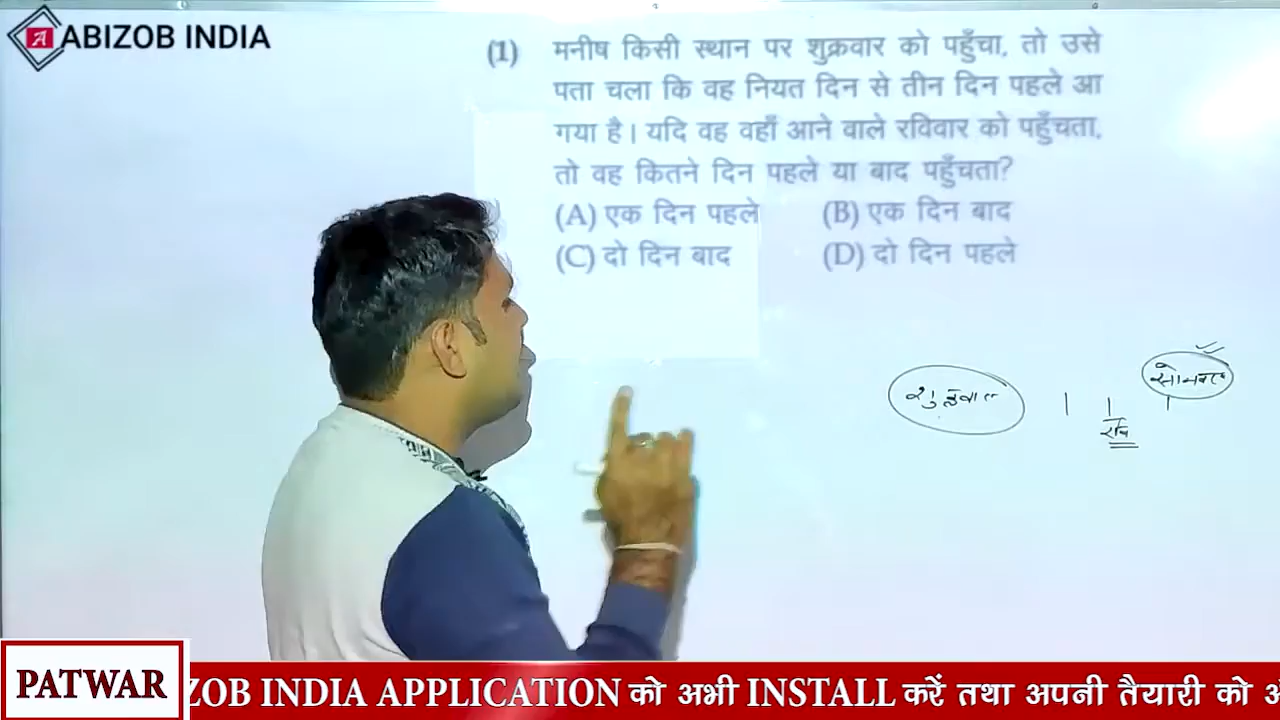 ABIZOB INDIA
(1) मनीष किसी स्थान पर शुक्रवार को पहुँचा, तो उसे
पता चला कि वह नियत दिन से तीन दिन पहले आ
गया है। यदि वह वहाँ आने वाले रविवार को पहुँचता,
तो वह कितने दिन पहले या बाद पहुँचता?
(A) एक दिन पहले (B) एक दिन बाद
(C) दो दिन बाद (D) दो दिन पहले
सोमवार
रवि
PATWAR
ZOB INDIA APPLICATION को अभी INSTALL करें तथा अपनी तैयारी को